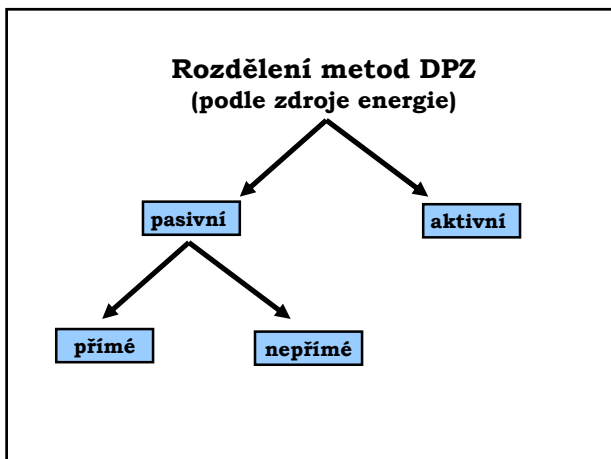 Rozdělení metod DPZ
(podle zdroje energie)
pasivní
aktivní
přímé
nepřímé